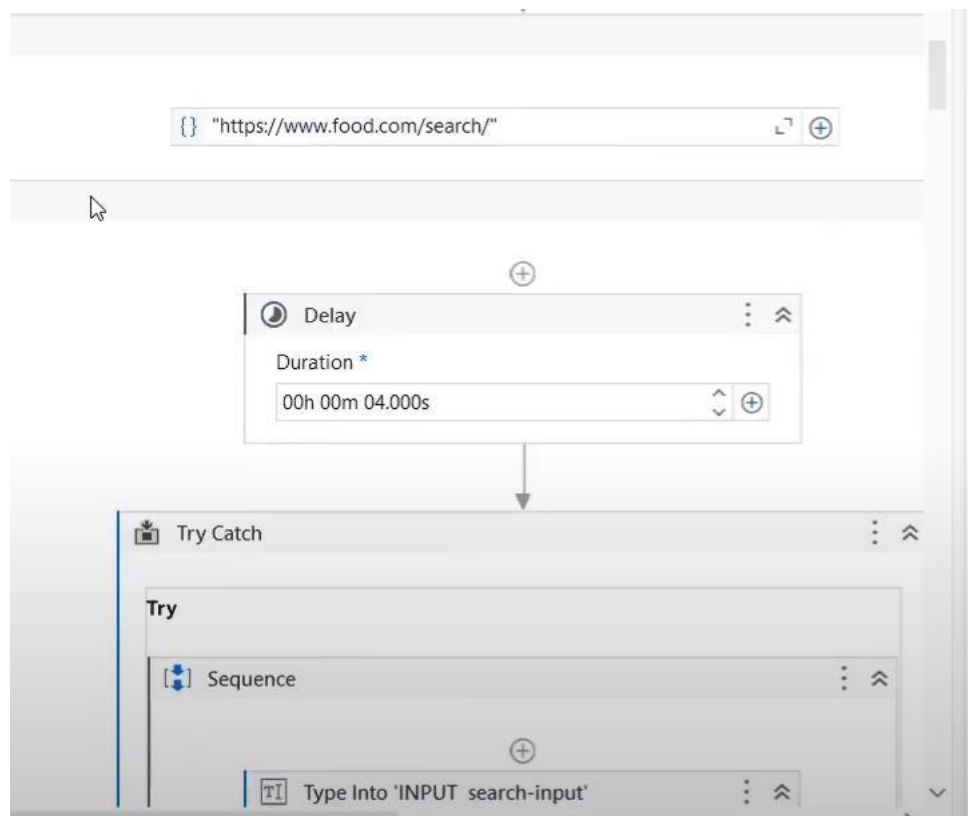 {} "https://www.food.com/search/"
Delay
Duration *
00h 00m 04.000s
Try Catch
Try
Sequence
TI Type Into 'INPUT search-input'